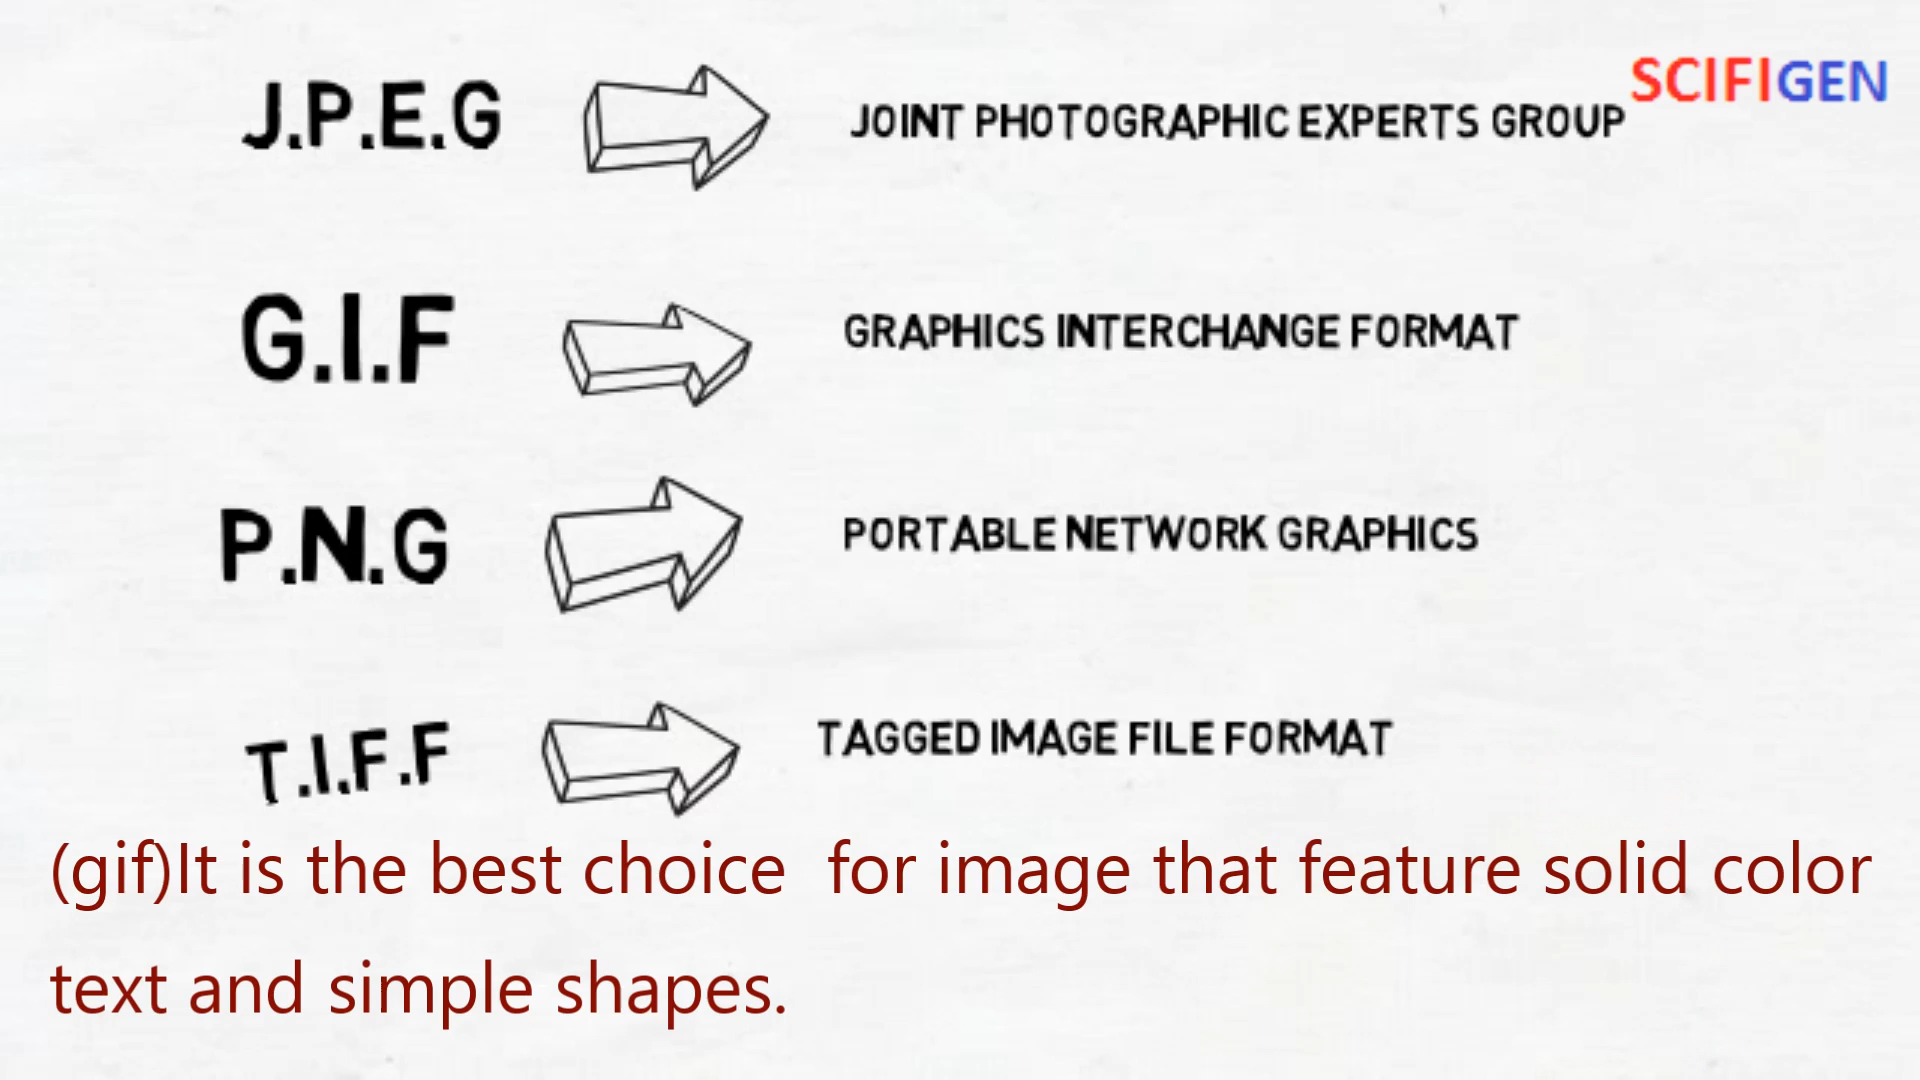 SCIFIGEN
J.P.E.G JOINT PHOTOGRAPHIC EXPERTS GROUP
G.I.F GRAPHICS INTERCHANGE FORMAT
P.N.G PORTABLE NETWORK GRAPHICS
T.I.F.F TAGGED IMAGE FILE FORMAT
(gif)It is the best choice  for image that feature solid color
text and simple shapes.